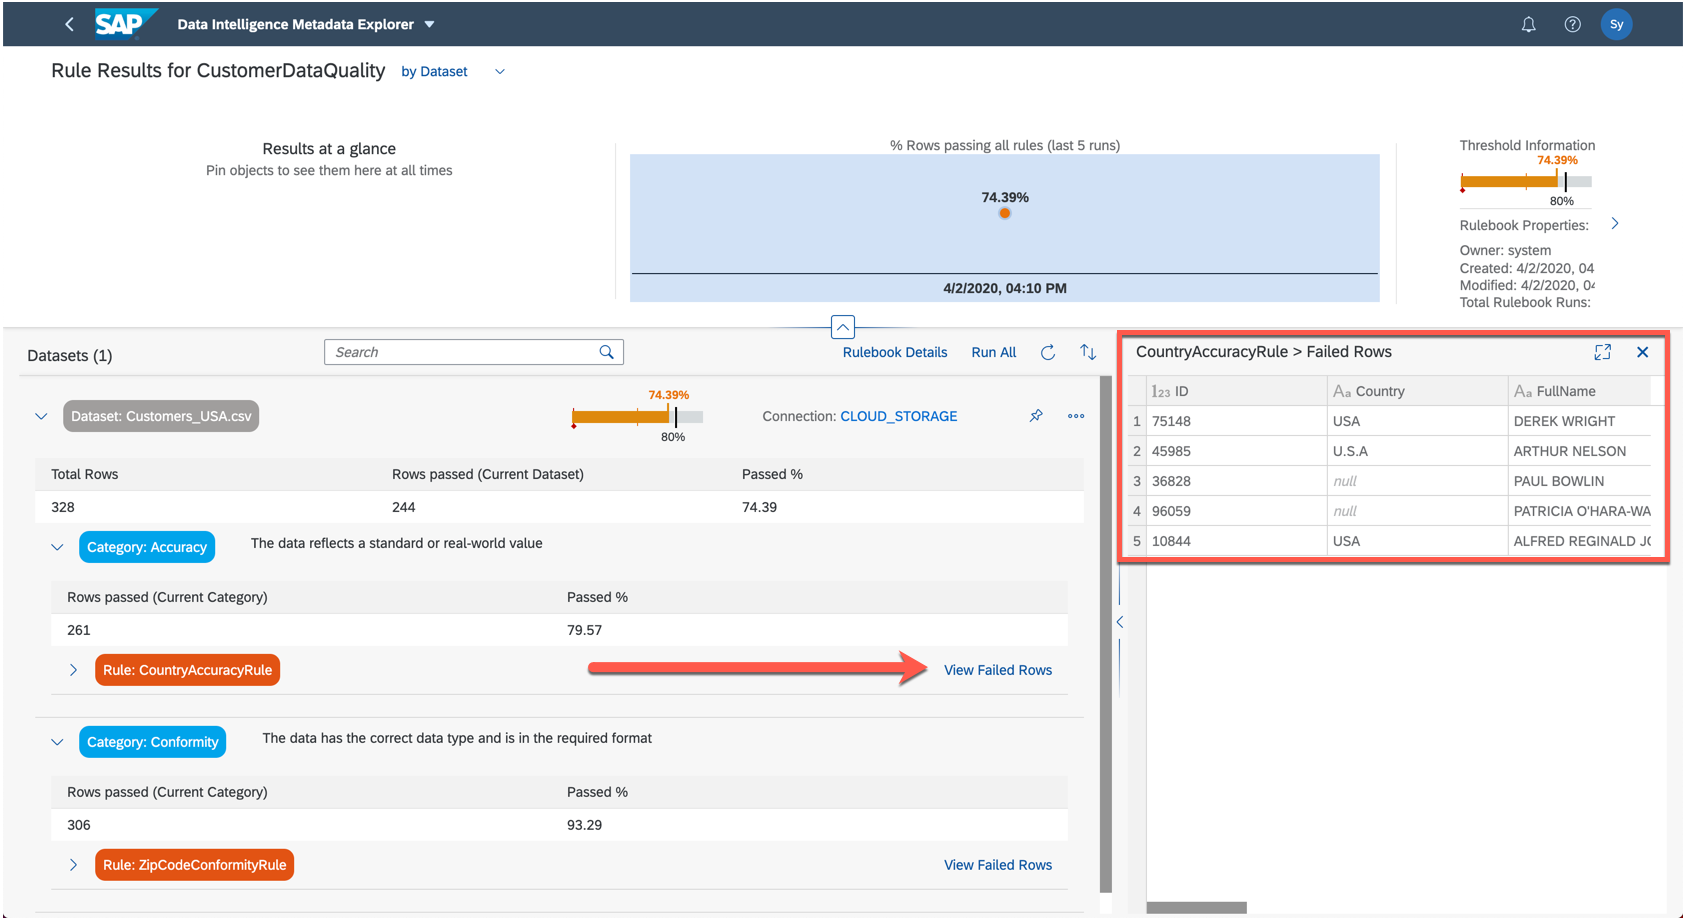 SAP Data Intelligence Metadata Explorer
Sy
Rule Results for CustomerDataQuality by Dataset
Results at a glance
Pin objects to see them here at all times
% Rows passing all rules (last 5 runs)
74.39%
4/2/2020, 04:10 PM
Threshold Information
74.39%
80%
Rulebook Properties:
Owner: system
Created: 4/2/2020, 04
Modified: 4/2/2020, 04
Total Rulebook Runs:
Datasets (1)
Search
Rulebook Details Run All
Dataset: Customers_USA.csv
74.39%
80%
Connection: CLOUD_STORAGE
Total Rows Rows passed (Current Dataset) Passed %
328 244 74.39
Category: Accuracy The data reflects a standard or real-world value
Rows passed (Current Category) Passed %
261 79.57
Rule: CountryAccuracyRule View Failed Rows
Category: Conformity The data has the correct data type and is in the required format
Rows passed (Current Category) Passed %
306 93.29
Rule: ZipCodeConformityRule View Failed Rows
CountryAccuracyRule > Failed Rows
123 ID Aa Country Aa FullName
1 75148 USA DEREK WRIGHT
2 45985 U.S.A ARTHUR NELSON
3 36828 null PAUL BOWLIN
4 96059 null PATRICIA O'HARA-WA
5 10844 USA ALFRED REGINALD JO